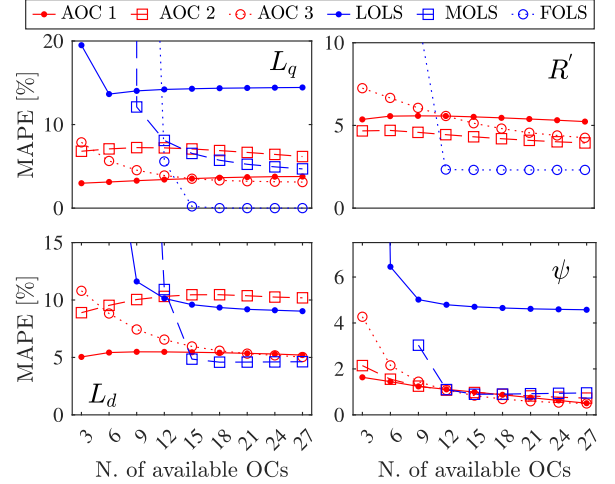 AOC 1 AOC 2 AOC 3 LOLS MOLS FOLS
20
10
0
MAPE [%]
L_q
10
5
0
R′
15
10
5
0
MAPE [%]
L_d
3 6 9 12 15 18 21 24 27
N. of available OCs
6
4
2
0
ψ
3 6 9 12 15 18 21 24 27
N. of available OCs